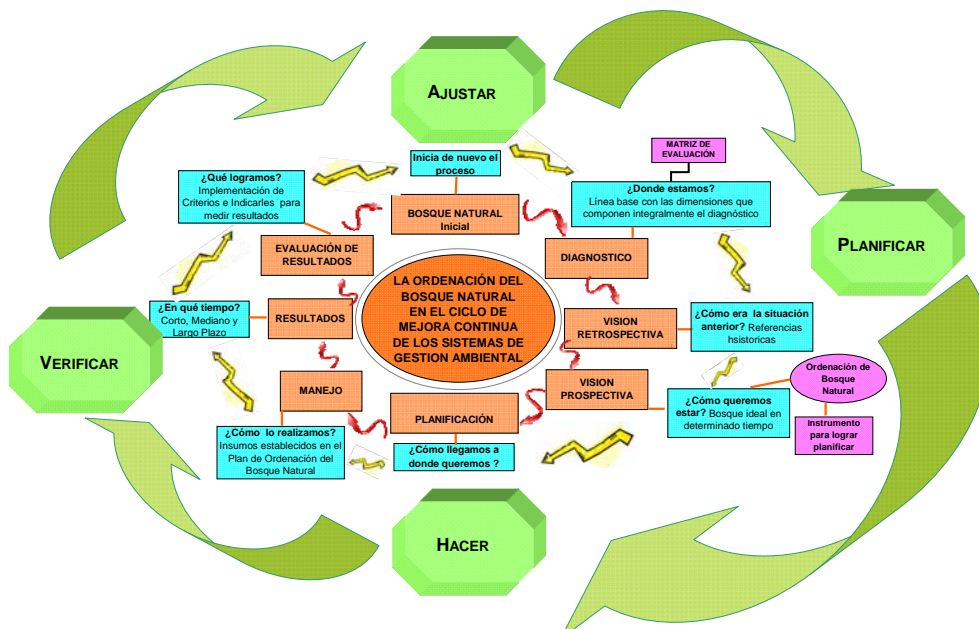 AJUSTAR
Inicia de nuevo el
proceso
BOSQUE NATURAL
Inicial
MATRIZ DE
EVALUACIÓN
¿Donde estamos?
Línea base con las dimensiones que
componen integralmente el diagnóstico
DIAGNOSTICO
PLANIFICAR
VISION
RETROSPECTIVA
¿Cómo era la situación
anterior? Referencias
hsistoricas
VISION
PROSPECTIVA
¿Cómo queremos
estar? Bosque ideal en
determinado tiempo
Ordenación de
Bosque
Natural
Instrumento
para lograr
planificar
PLANIFICACIÓN
¿Cómo llegamos a
donde queremos ?
HACER
MANEJO
¿Cómo lo realizamos?
Insumos establecidos en el
Plan de Ordenación del
Bosque Natural
VERIFICAR
RESULTADOS
¿En qué tiempo?
Corto, Mediano y
Largo Plazo
EVALUACIÓN DE
RESULTADOS
¿Qué logramos?
Implementación de
Criterios e Indicarles para
medir resultados
LA ORDENACIÓN DEL
BOSQUE NATURAL
EN EL CICLO DE
MEJORA CONTINUA
DE LOS SISTEMAS DE
GESTION AMBIENTAL